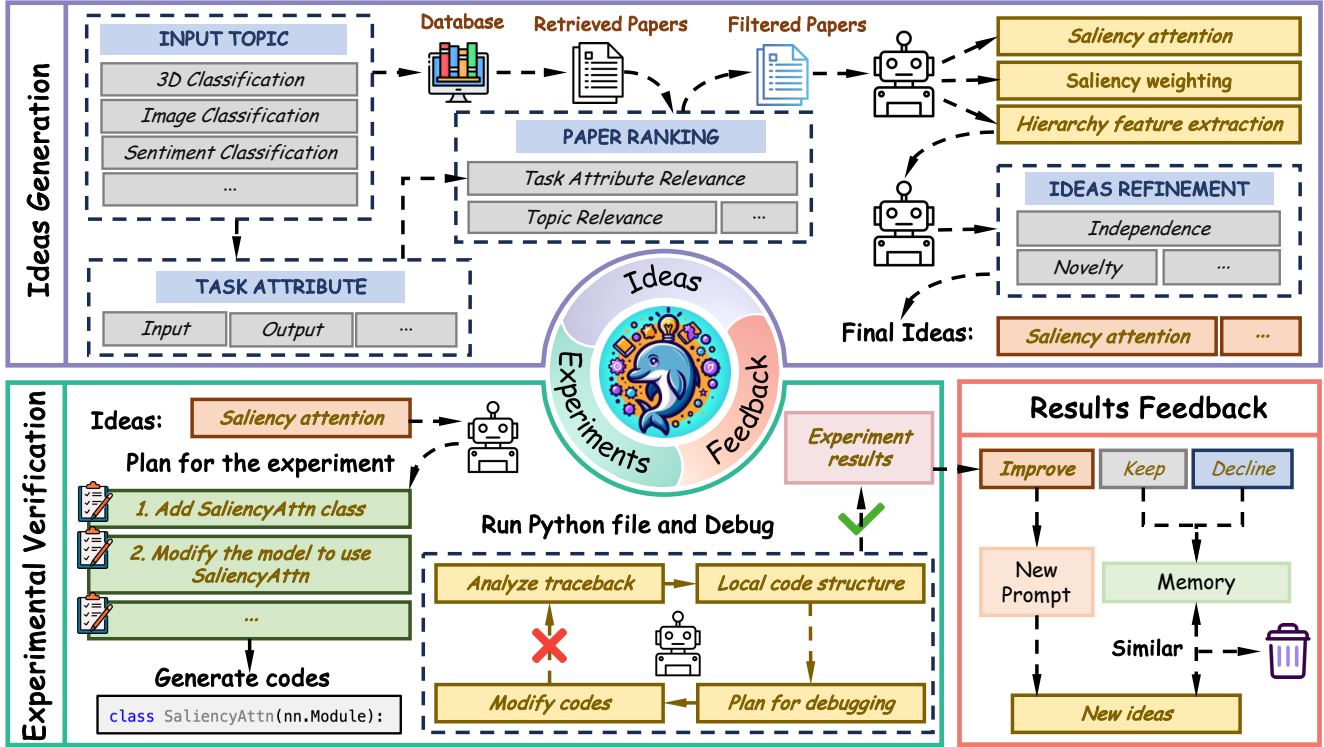 Ideas Generation
INPUT TOPIC
3D Classification
Image Classification
Sentiment Classification
...
Database
Retrieved Papers
Filtered Papers
PAPER RANKING
Task Attribute Relevance
Topic Relevance
...
TASK ATTRIBUTE
Input
Output
...
Saliency attention
Saliency weighting
Hierarchy feature extraction
IDEAS REFINEMENT
Independence
Novelty
...
Final Ideas:
Saliency attention
...
Ideas
Experiments
Feedback
Experimental Verification
Ideas:
Saliency attention
Plan for the experiment
1. Add SaliencyAttn class
2. Modify the model to use
SaliencyAttn
...
Generate codes
class SaliencyAttn(nn.Module):
Run Python file and Debug
Analyze traceback
Local code structure
Modify codes
Plan for debugging
Experiment
results
Results Feedback
Improve
Keep
Decline
New
Prompt
Memory
Similar
New ideas